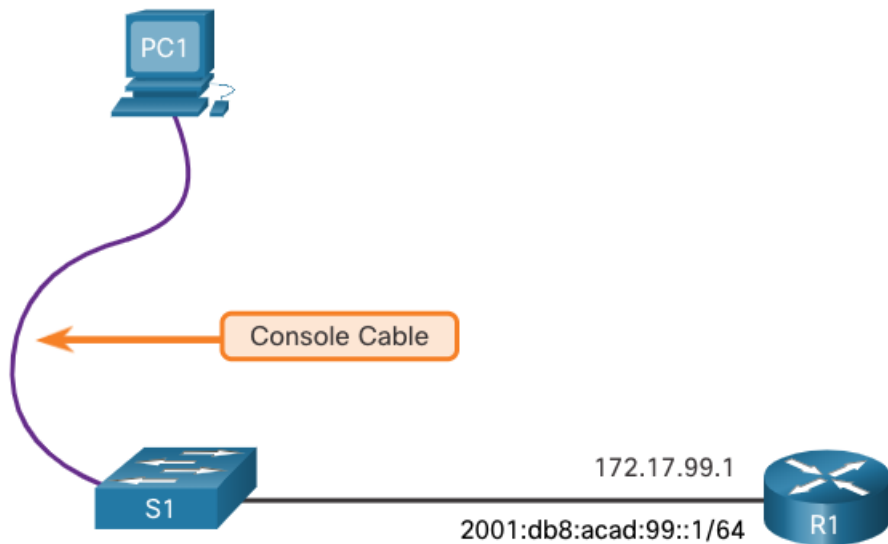 PC1
Console Cable
172.17.99.1
S1
2001:db8:acad:99::1/64
R1